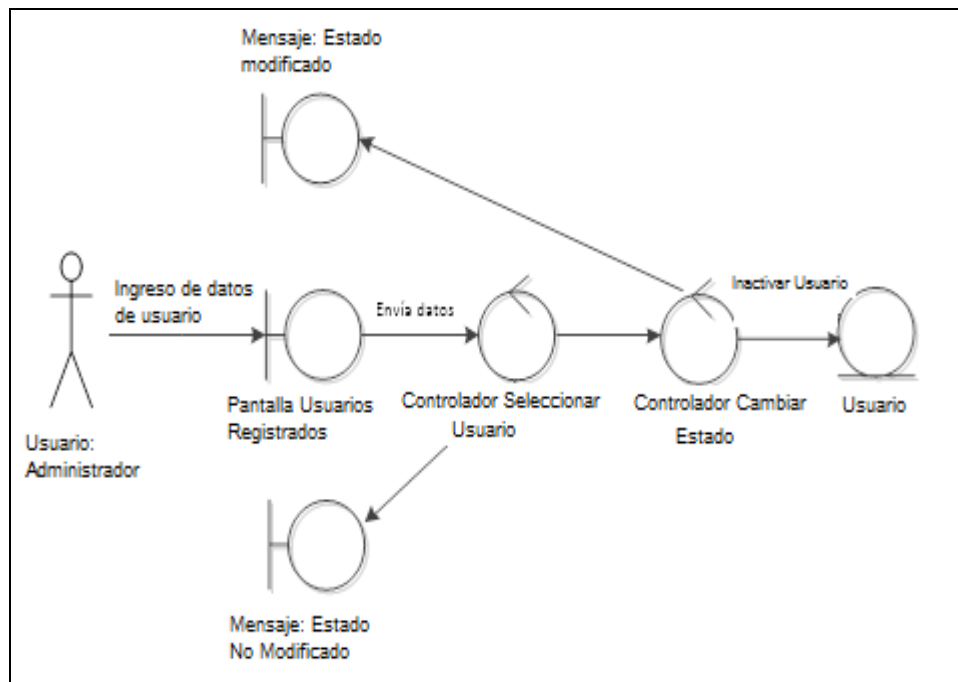 Mensaje: Estado
modificado
Ingreso de datos
de usuario
Envía datos
Inactivar Usuario
Pantalla Usuarios
Registrados
Controlador Seleccionar
Usuario
Controlador Cambiar
Estado
Usuario
Usuario:
Administrador
Mensaje: Estado
No Modificado